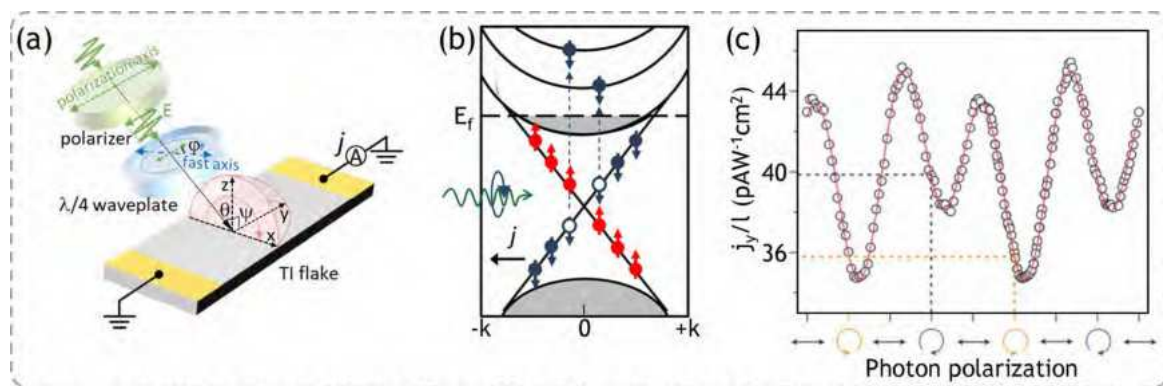 (a)
polarization axis
E
polarizer
φ
fast axis
λ/4 waveplate
z
θ
ψ
y
x
j
A
TI flake
(b)
E_f
j
-k
0
+k
(c)
j_y/I (pAW⁻¹cm²)
44
40
36
Photon polarization